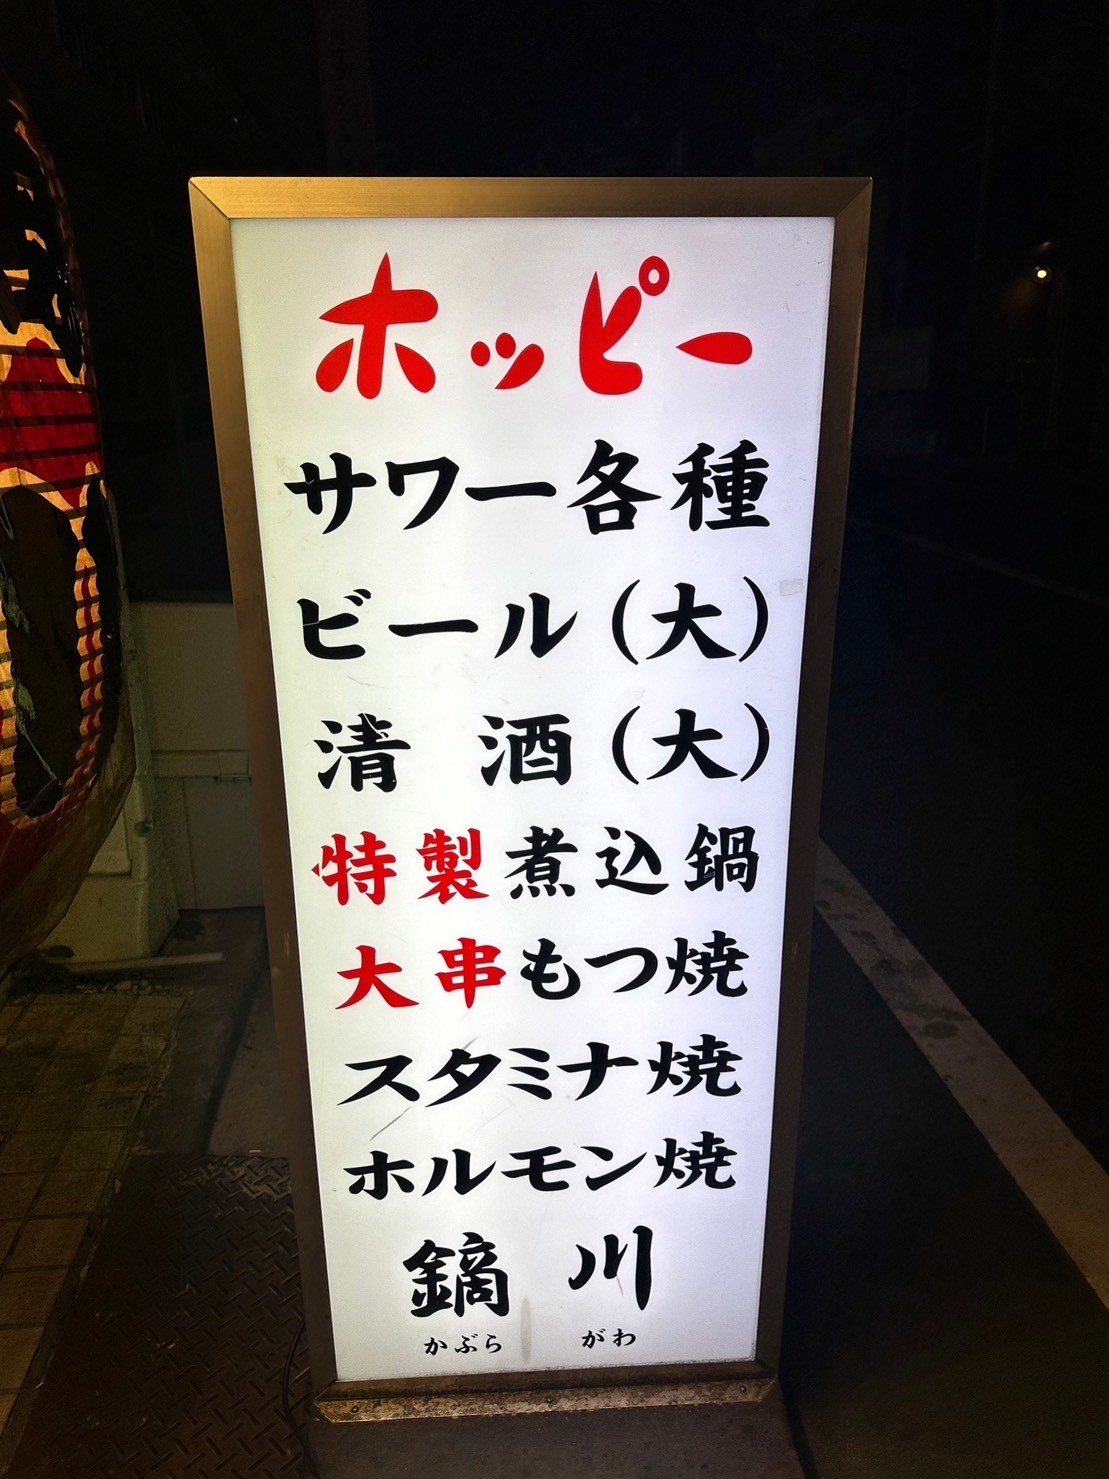 ホッピー
サワー各種
ビール(大)
清酒(大)
特製煮込鍋
大串もつ焼
スタミナ焼
ホルモン焼
鏑川
かぶらがわ